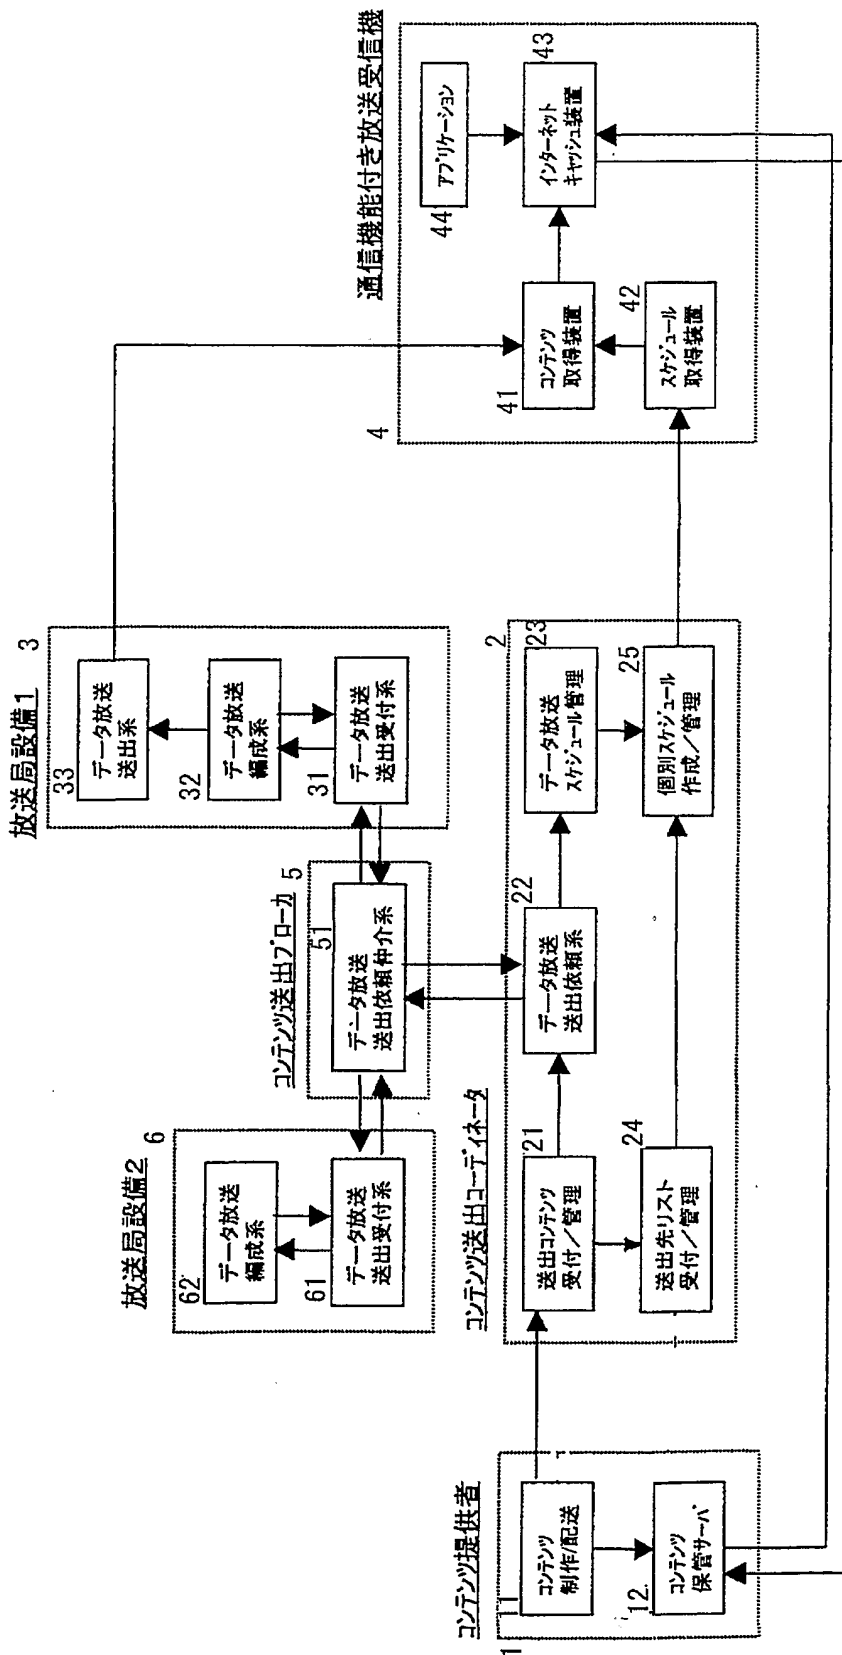 放送局設備2
6
62
データ放送
編成系
61
データ放送
送出受付系
コンテンツ送出ブローカ
5
51
データ放送
送出依頼仲介系
放送局設備1
3
33
データ放送
送出系
32
データ放送
編成系
31
データ放送
送出受付系
通信機能付き放送受信機
4
44
アプリケーション
43
インターネット
キャッシュ装置
41
コンテンツ
取得装置
42
スケジュール
取得装置
コンテンツ送出コーディネータ
2
21
送出コンテンツ
受付/管理
22
データ放送
送出依頼系
23
データ放送
スケジュール管理
24
送出先リスト
受付/管理
25
個別スケジュール
作成/管理
コンテンツ提供者
1
11
コンテンツ
制作/配送
12
コンテンツ
保管サーバ